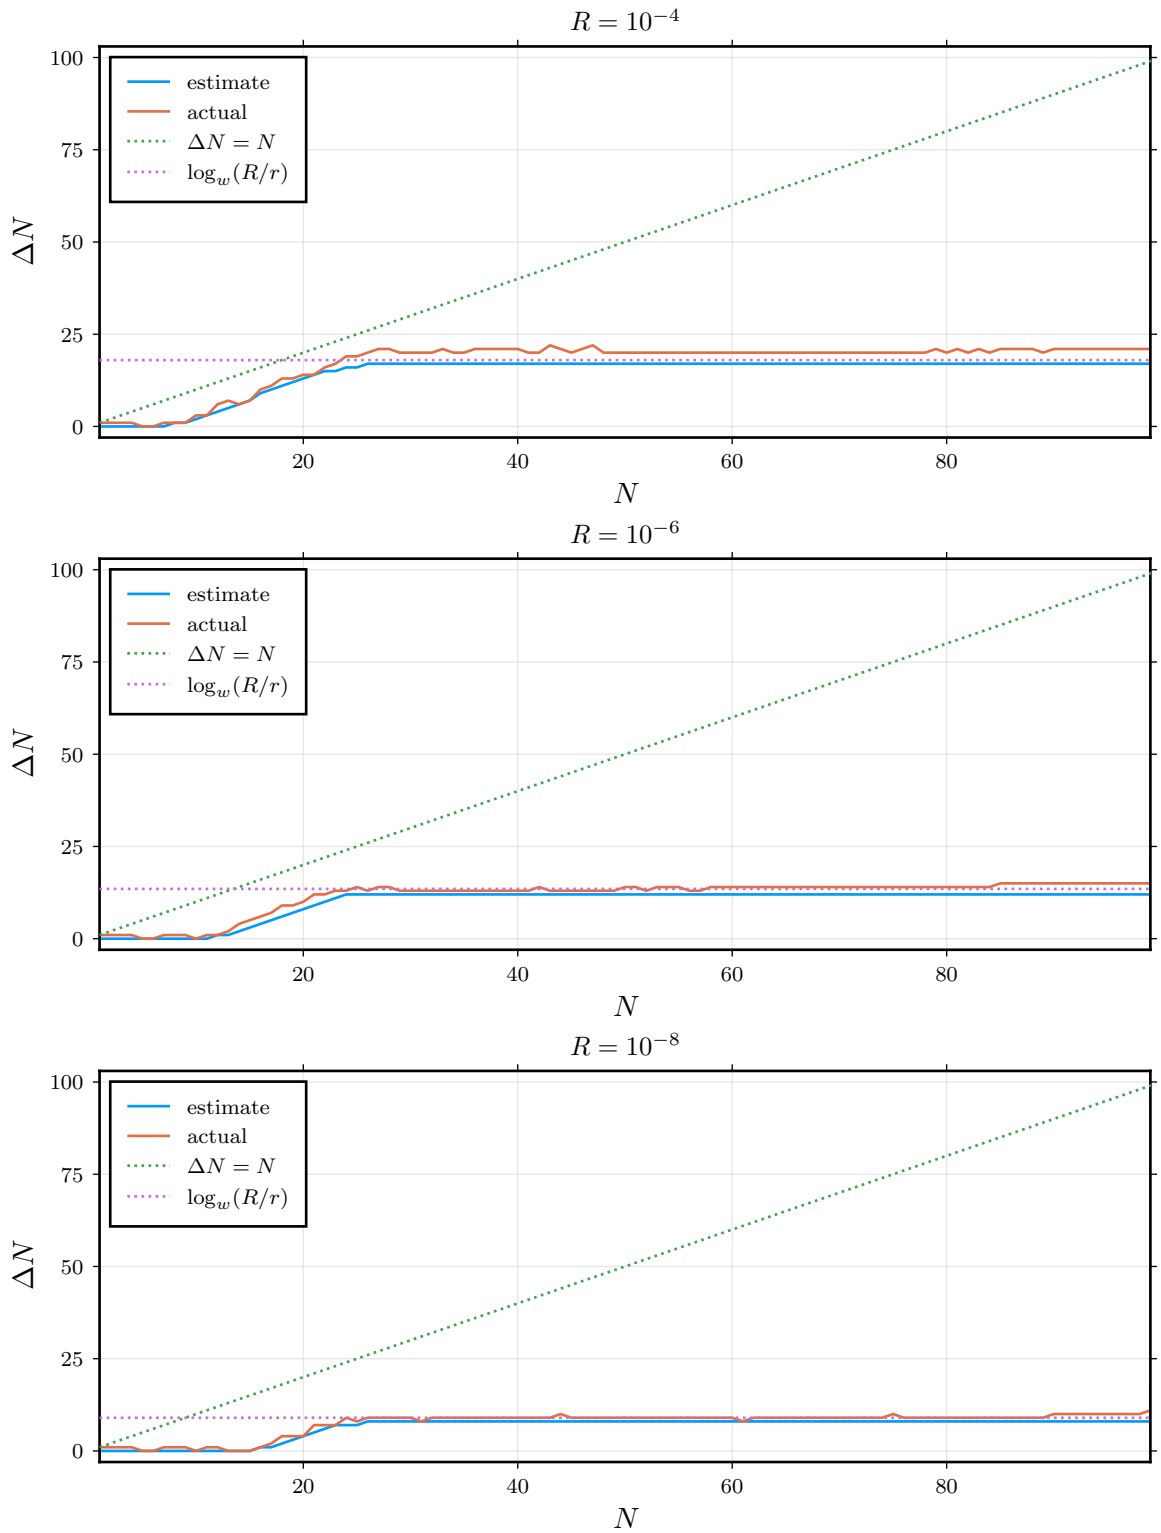 R = 10⁻⁴
100
75
50
25
0
ΔN
estimate
actual
ΔN = N
log_w(R/r)
20 40 60 80
N
R = 10⁻⁶
100
75
50
25
0
ΔN
estimate
actual
ΔN = N
log_w(R/r)
20 40 60 80
N
R = 10⁻⁸
100
75
50
25
0
ΔN
estimate
actual
ΔN = N
log_w(R/r)
20 40 60 80
N